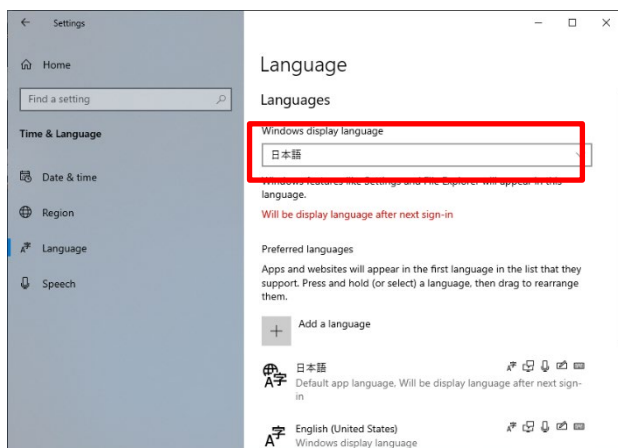 Settings
Home
Find a setting
Time & Language
Date & time
Region
Language
Speech
Language
Languages
Windows display language
日本語
Windows features like Settings and File Explorer will appear in this
language.
Will be display language after next sign-in
Preferred languages
Apps and websites will appear in the first language in the list that they
support. Press and hold (or select) a language, then drag to rearrange
them.
Add a language
日本語
Default app language, Will be display language after next sign-
in
English (United States)
Windows display language